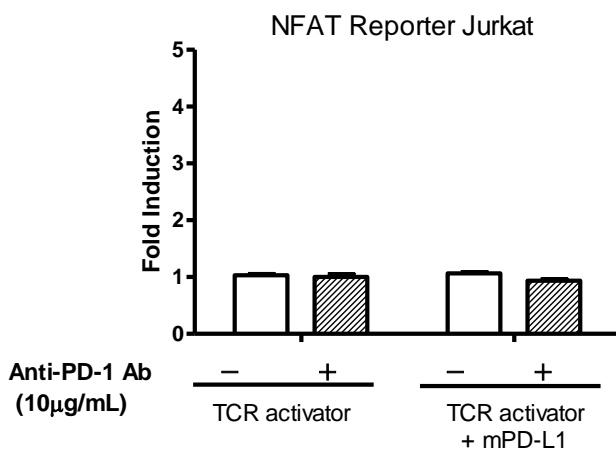 NFAT Reporter Jurkat
Fold Induction
5
4
3
2
1
0
Anti-PD-1 Ab − + − +
(10μg/mL)
TCR activator TCR activator
+ mPD-L1